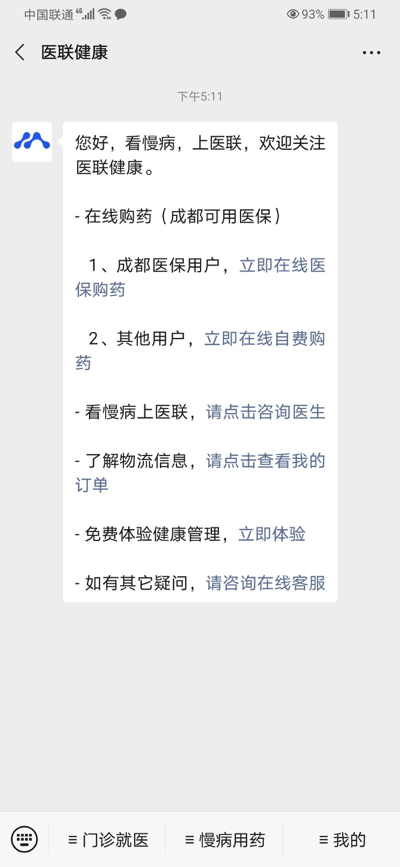 中国联通 4G 93% 5:11
医联健康
下午5:11
您好，看慢病，上医联，欢迎关注
医联健康。
- 在线购药（成都可用医保）
1、成都医保用户，立即在线医
保购药
2、其他用户，立即在线自费购
药
- 看慢病上医联，请点击咨询医生
- 了解物流信息，请点击查看我的
订单
- 免费体验健康管理，立即体验
- 如有其它疑问，请咨询在线客服
门诊就医 慢病用药 我的